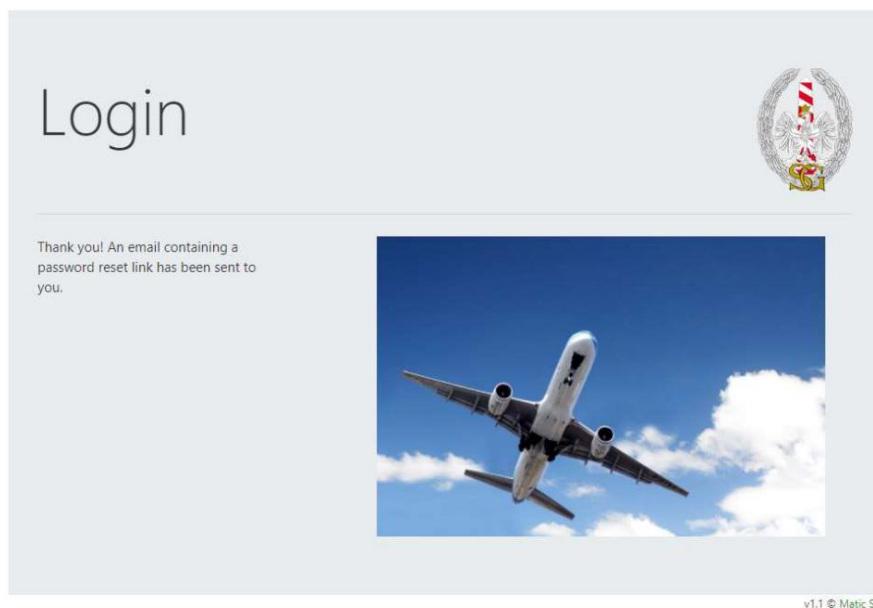 Login
SG
Thank you! An email containing a
password reset link has been sent to
you.
v1.1 © Matic S